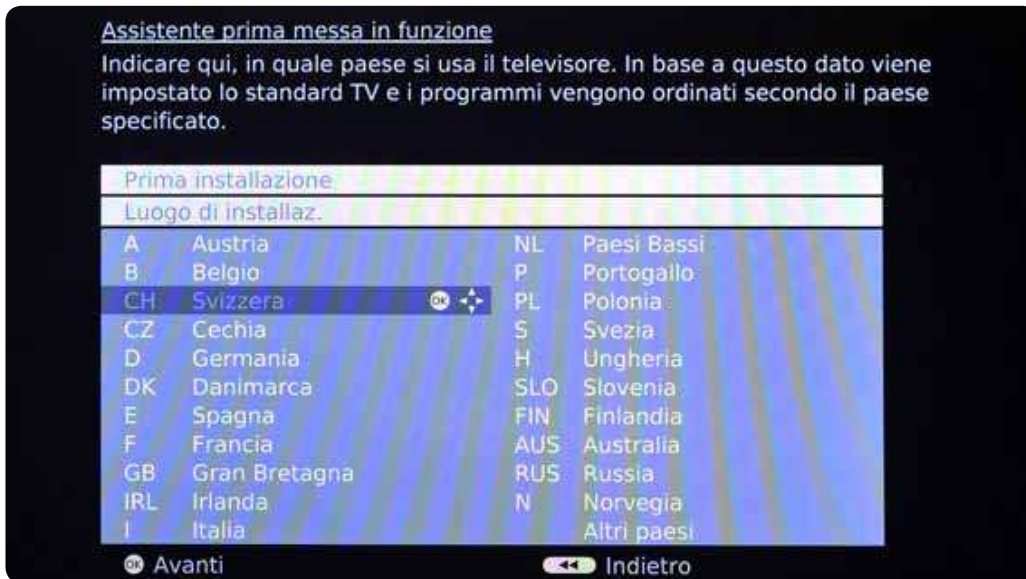 Assistente prima messa in funzione
Indicare qui, in quale paese si usa il televisore. In base a questo dato viene
impostato lo standard TV e i programmi vengono ordinati secondo il paese
specificato.
Prima installazione
Luogo di installaz.
A Austria
B Belgio
CH Svizzera OK
CZ Cechia
D Germania
DK Danimarca
E Spagna
F Francia
GB Gran Bretagna
IRL Irlanda
I Italia
NL Paesi Bassi
P Portogallo
PL Polonia
S Svezia
H Ungheria
SLO Slovenia
FIN Finlandia
AUS Australia
RUS Russia
N Norvegia
Altri paesi
OK Avanti
Indietro